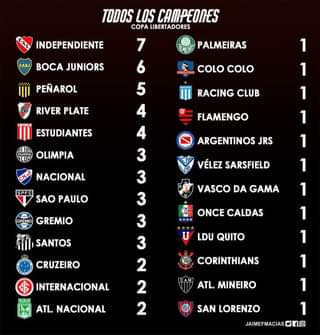 TODOS LOS CAMPEONES
COPA LIBERTADORES
INDEPENDIENTE 7
BOCA JUNIORS 6
PEÑAROL 5
RIVER PLATE 4
ESTUDIANTES 4
OLIMPIA 3
NACIONAL 3
SAO PAULO 3
GREMIO 3
SANTOS 3
CRUZEIRO 2
INTERNACIONAL 2
ATL. NACIONAL 2
PALMEIRAS 1
COLO COLO 1
RACING CLUB 1
FLAMENGO 1
ARGENTINOS JRS 1
VÉLEZ SARSFIELD 1
VASCO DA GAMA 1
ONCE CALDAS 1
LDU QUITO 1
CORINTHIANS 1
ATL. MINEIRO 1
SAN LORENZO 1
JAIMEFMACIAS